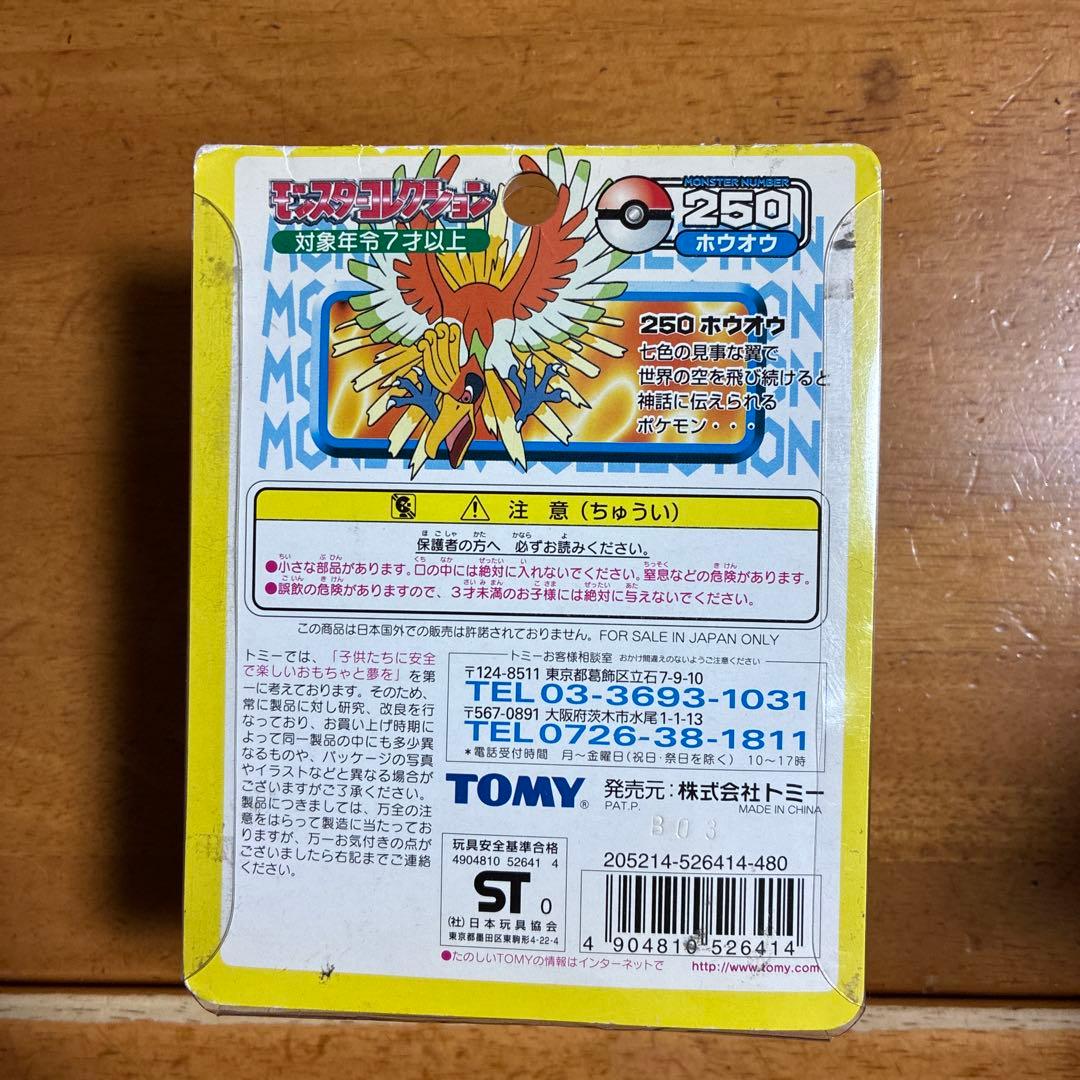 モンスターコレクション
対象年令7才以上
MONSTER NUMBER
250
ホウオウ
MONSTER COLLECTION
250 ホウオウ
七色の見事な翼で
世界の空を飛び続けると
神話に伝えられる
ポケモン・・・
注 意(ちゅうい)
保護者の方へ 必ずお読みください。
●小さな部品があります。口の中には絶対に入れないでください。窒息などの危険があります。
●誤飲の危険がありますので、3才未満のお子様には絶対に与えないでください。
この商品は日本国外での販売は許諾されておりません。FOR SALE IN JAPAN ONLY
トミーでは、「子供たちに安全
で楽しいおもちゃと夢を」を第
一に考えております。そのため、
常に製品に対し研究、改良を行
なっており、お買い上げ時期に
よって同一製品の中にも多少異
なるものや、パッケージの写真
やイラストなどと異なる場合が
ございますがご了承ください。
製品につきましては、万全の注
意をはらって製造に当たってお
りますが、万一お気付きの点が
ございましたら右記までご連絡
ください。
トミーお客様相談室 おかけ間違えのないようご注意ください
〒124-8511 東京都葛飾区立石7-9-10
TEL 03-3693-1031
〒567-0891 大阪府茨木市水尾1-1-13
TEL 0726-38-1811
*電話受付時間 月〜金曜日(祝日・祭日を除く) 10〜17時
TOMY®
発売元:株式会社トミー
PAT.P. MADE IN CHINA
B03
玩具安全基準合格
4904810 52641 4
ST 0
(社)日本玩具協会
東京都墨田区東駒形4-22-4
205214-526414-480
4 904810 526414
●たのしいTOMYの情報はインターネットで http://www.tomy.com